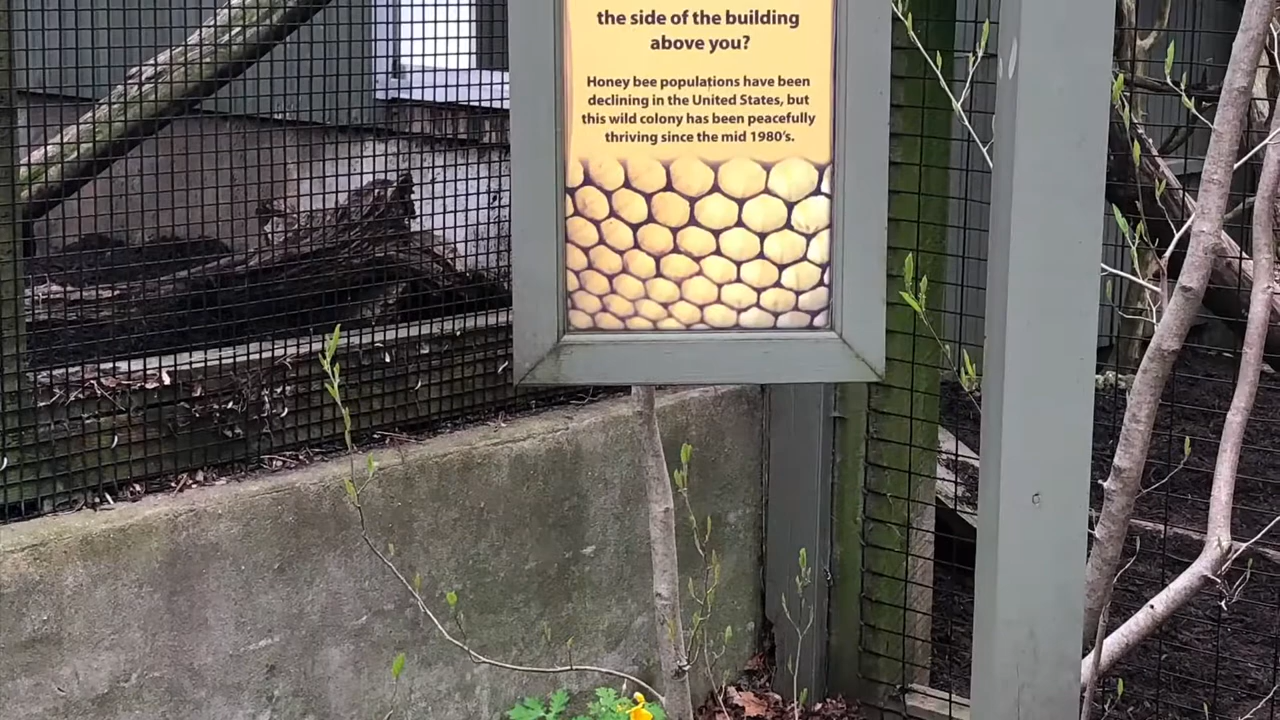 the side of the building
above you?
Honey bee populations have been
declining in the United States, but
this wild colony has been peacefully
thriving since the mid 1980's.